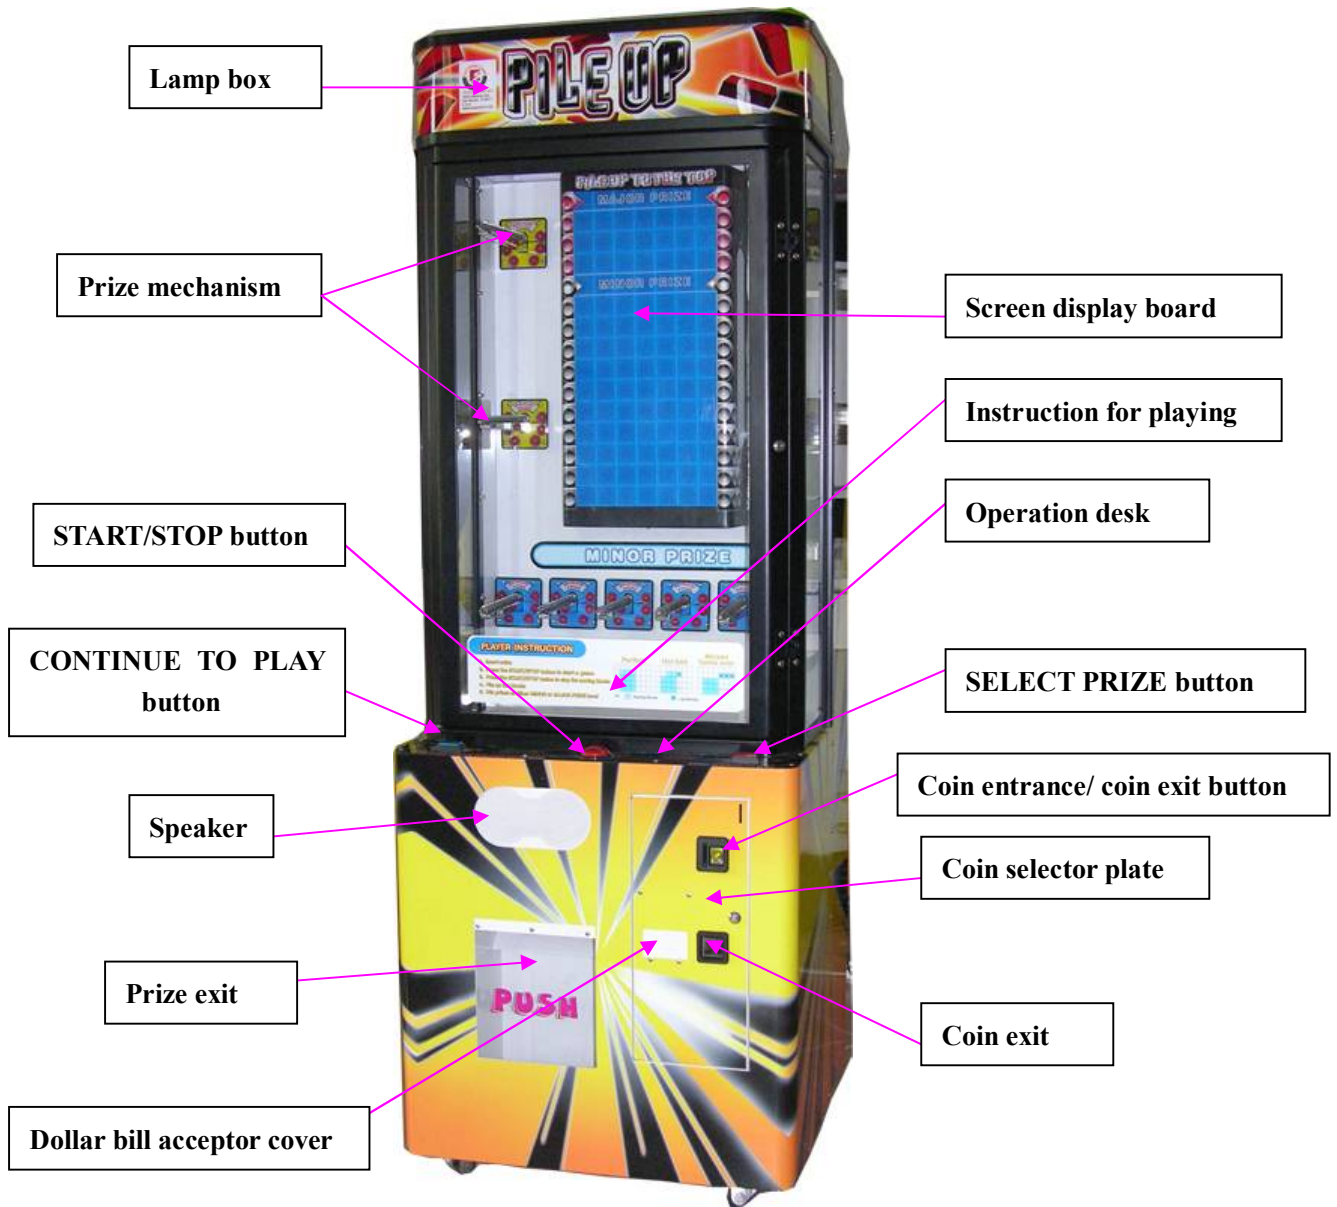 PILE UP
Lamp box
PILE UP TO THE TOP
MAJOR PRIZE
Prize mechanism
MINOR PRIZE
Screen display board
Instruction for playing
Operation desk
START/STOP button
MINOR PRIZE
PLAYER INSTRUCTION
CONTINUE TO PLAY
button
SELECT PRIZE button
Coin entrance/ coin exit button
Speaker
Coin selector plate
Prize exit
PUSH
Coin exit
Dollar bill acceptor cover